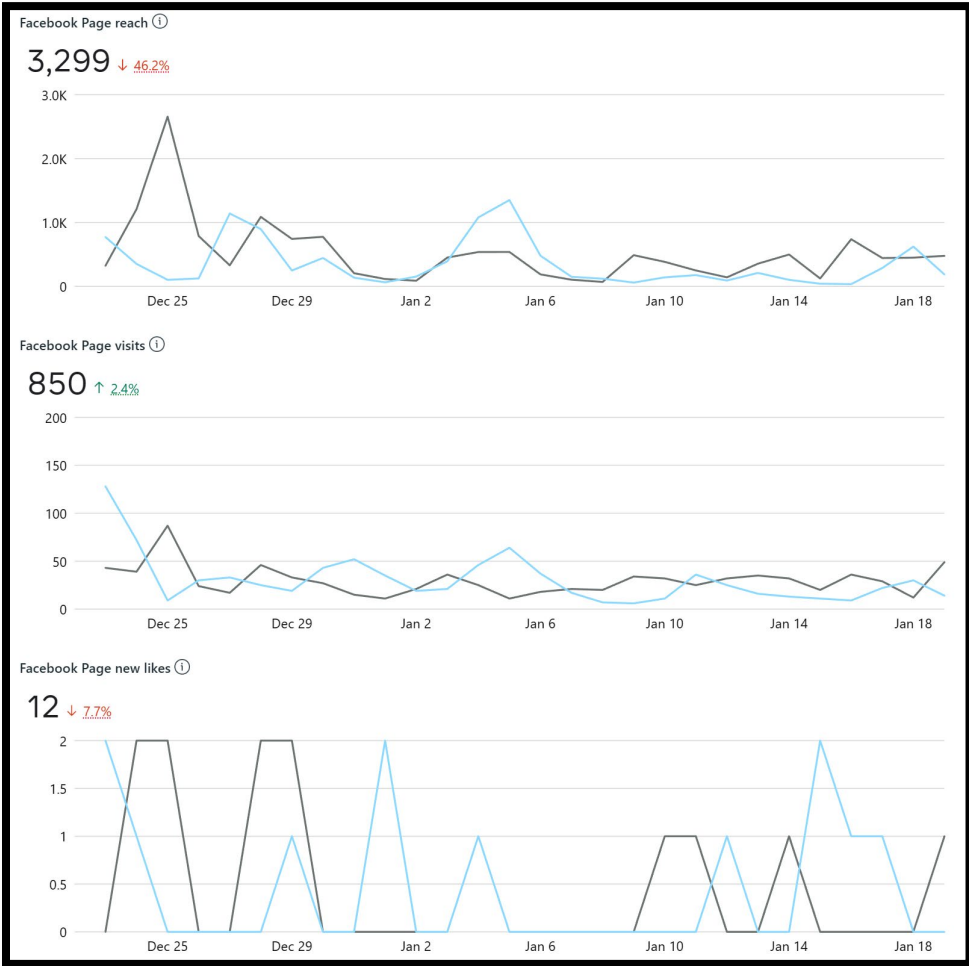 Facebook Page reach
3,299 ↓ 46.2%
3.0K
2.0K
1.0K
0
Dec 25 Dec 29 Jan 2 Jan 6 Jan 10 Jan 14 Jan 18
Facebook Page visits
850 ↑ 2.4%
200
150
100
50
0
Dec 25 Dec 29 Jan 2 Jan 6 Jan 10 Jan 14 Jan 18
Facebook Page new likes
12 ↓ 7.7%
2
1.5
1
0.5
0
Dec 25 Dec 29 Jan 2 Jan 6 Jan 10 Jan 14 Jan 18